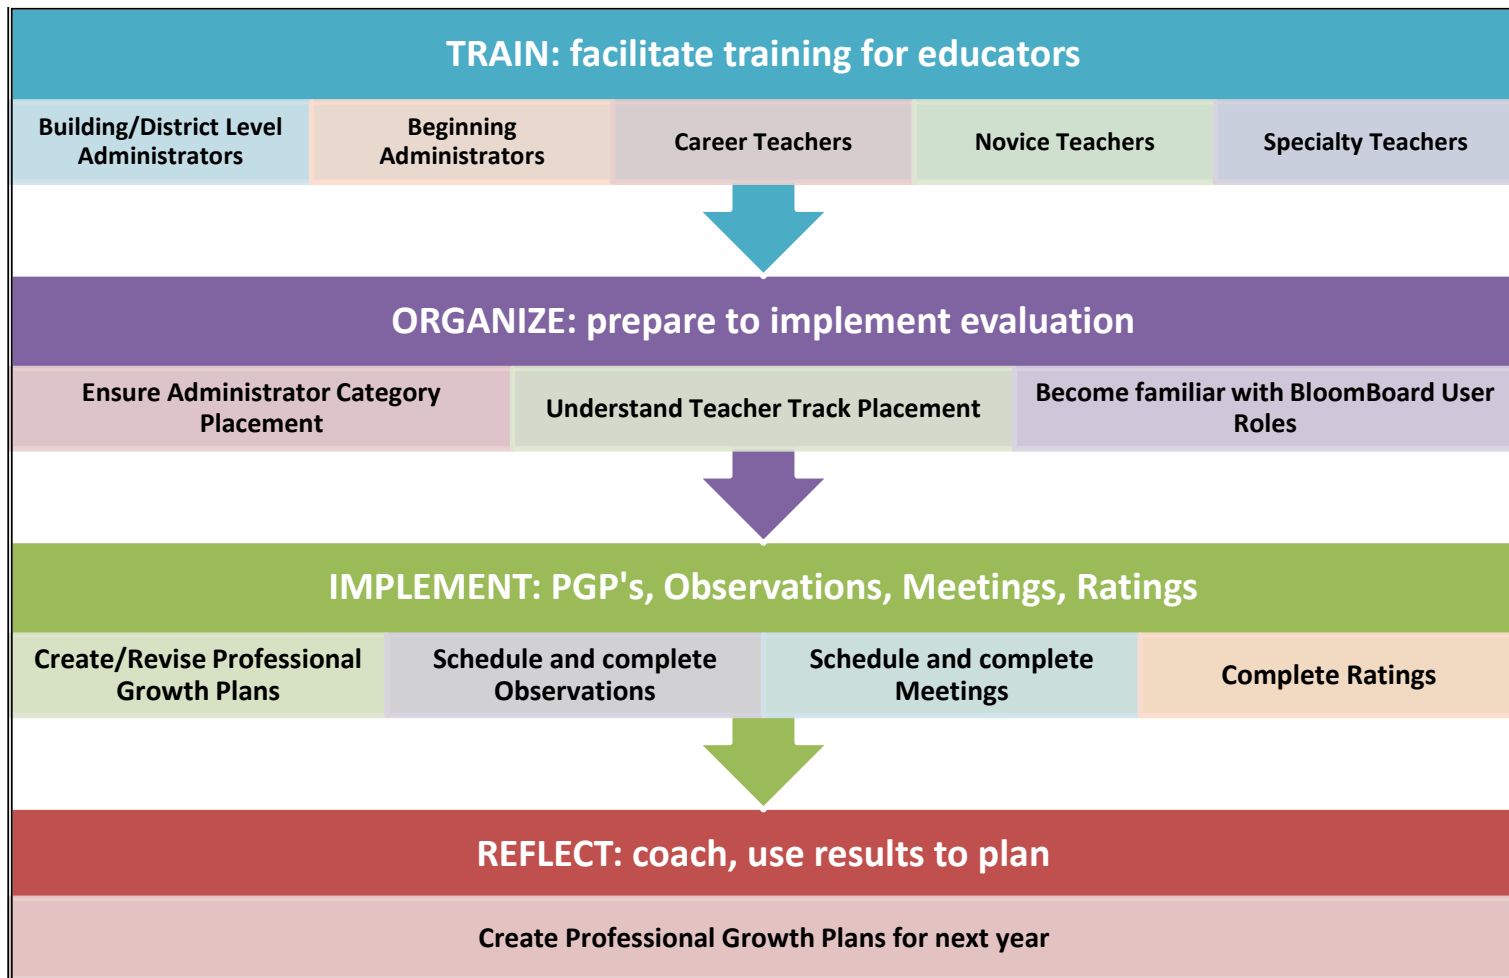 TRAIN: facilitate training for educators
Building/District Level
Administrators
Beginning
Administrators
Career Teachers
Novice Teachers
Specialty Teachers
ORGANIZE: prepare to implement evaluation
Ensure Administrator Category
Placement
Understand Teacher Track Placement
Become familiar with BloomBoard User
Roles
IMPLEMENT: PGP's, Observations, Meetings, Ratings
Create/Revise Professional
Growth Plans
Schedule and complete
Observations
Schedule and complete
Meetings
Complete Ratings
REFLECT: coach, use results to plan
Create Professional Growth Plans for next year